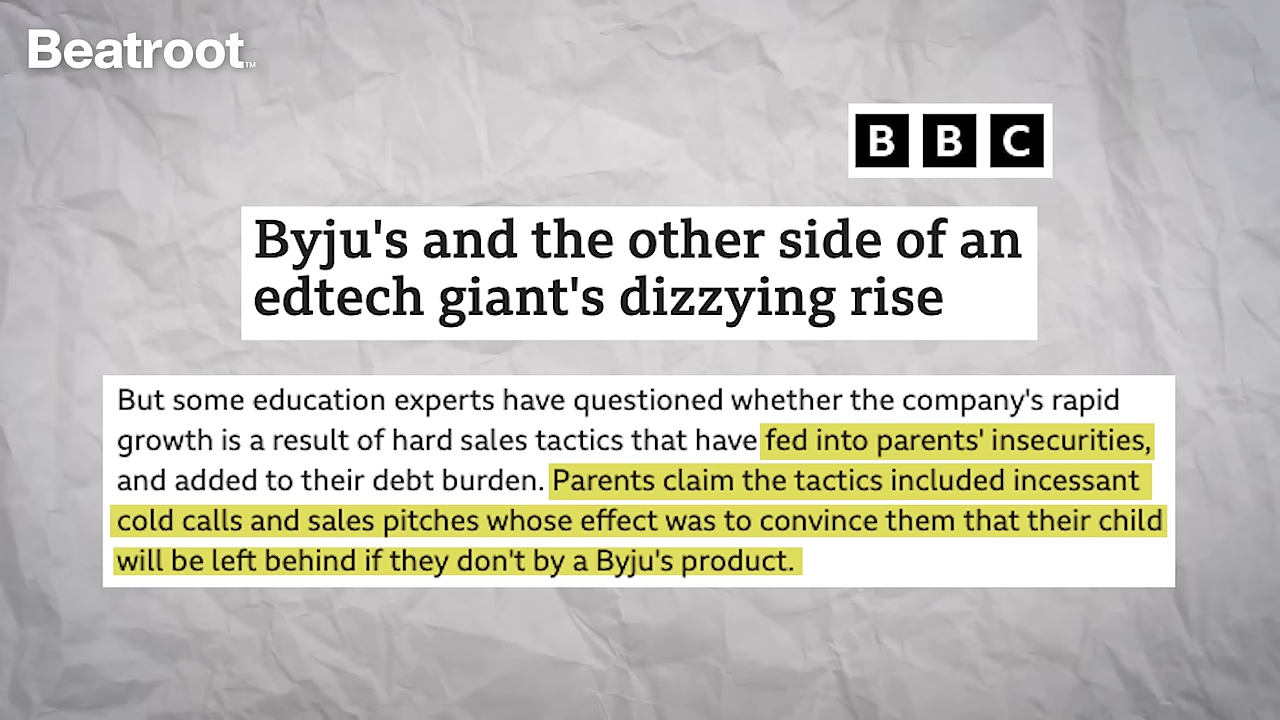 Beatroot™
BBC
Byju's and the other side of an
edtech giant's dizzying rise
But some education experts have questioned whether the company's rapid
growth is a result of hard sales tactics that have fed into parents' insecurities,
and added to their debt burden. Parents claim the tactics included incessant
cold calls and sales pitches whose effect was to convince them that their child
will be left behind if they don't by a Byju's product.